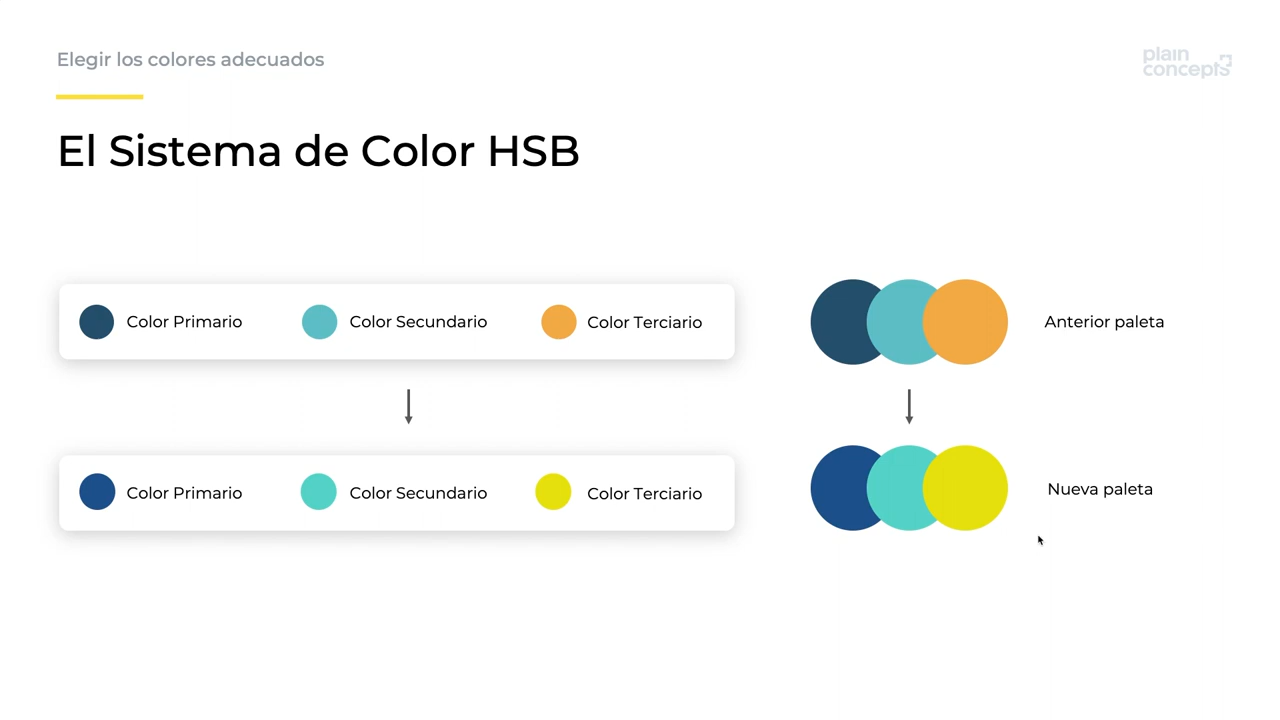 Elegir los colores adecuados
plain
concepts
El Sistema de Color HSB
Color Primario
Color Secundario
Color Terciario
Anterior paleta
Color Primario
Color Secundario
Color Terciario
Nueva paleta